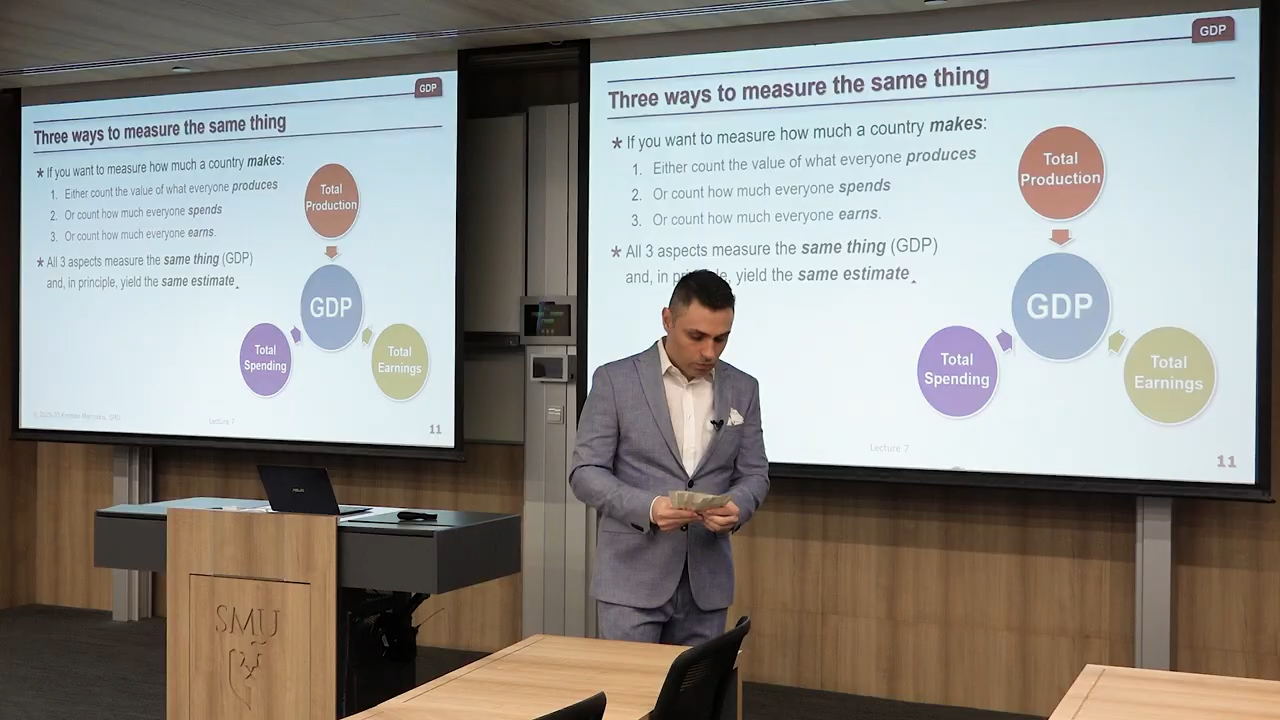 GDP
Three ways to measure the same thing
* If you want to measure how much a country makes:
1. Either count the value of what everyone produces
2. Or count how much everyone spends
3. Or count how much everyone earns.
* All 3 aspects measure the same thing (GDP)
and, in principle, yield the same estimate
Total
Production
GDP
Total
Spending
Total
Earnings
Lecture 7
11
GDP
Three ways to measure the same thing
* If you want to measure how much a country makes:
1. Either count the value of what everyone produces
2. Or count how much everyone spends
3. Or count how much everyone earns.
* All 3 aspects measure the same thing (GDP)
and, in yield the same estimate
Total
Production
GDP
Total
Spending
Total
Earnings
Lecture 7
11
ASUS
SMU